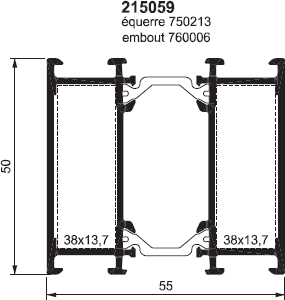 215059
équerre 750213
embout 760006
50
38x13,7
38x13,7
55